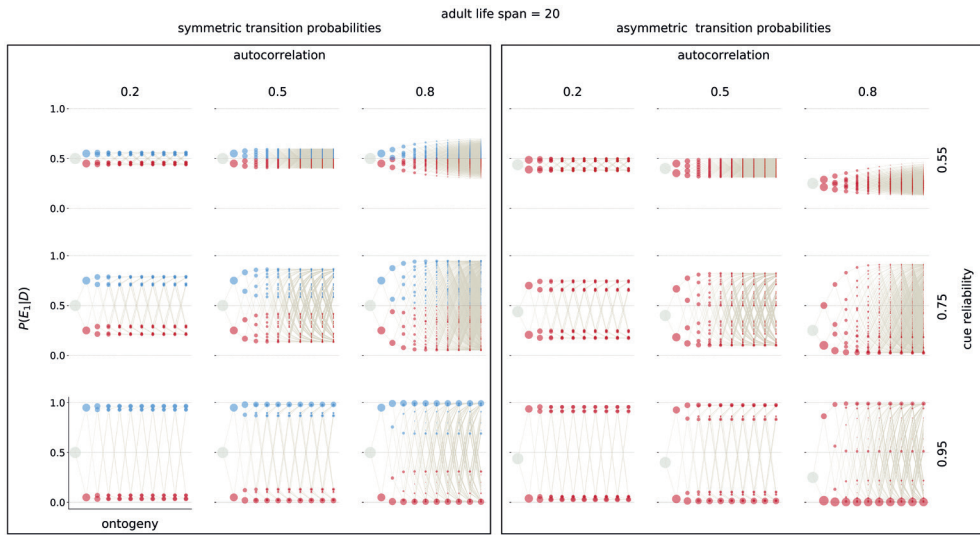 adult life span = 20
symmetric transition probabilities
asymmetric transition probabilities
autocorrelation
autocorrelation
0.2 0.5 0.8
0.2 0.5 0.8
1.0
0.5
0.0
0.55
1.0
0.5
0.0
P(E₁|D)
0.75
cue reliability
1.0
0.5
0.0
0.95
ontogeny